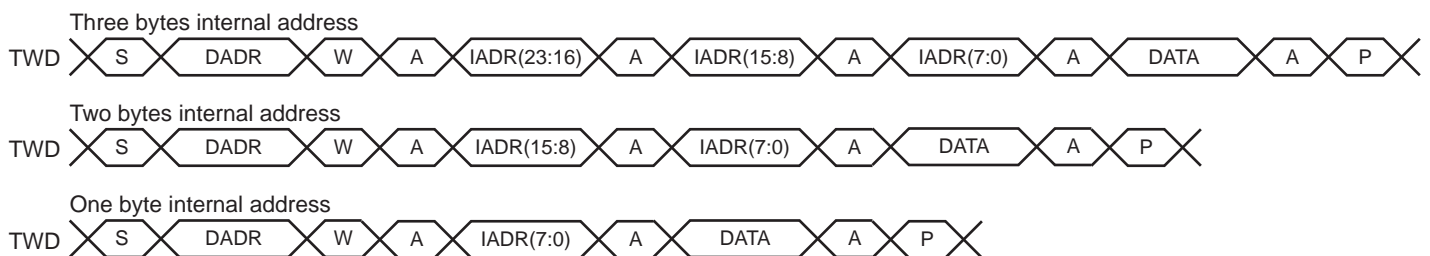 Three bytes internal address
TWD S DADR W A IADR(23:16) A IADR(15:8) A IADR(7:0) A DATA A P
Two bytes internal address
TWD S DADR W A IADR(15:8) A IADR(7:0) A DATA A P
One byte internal address
TWD S DADR W A IADR(7:0) A DATA A P